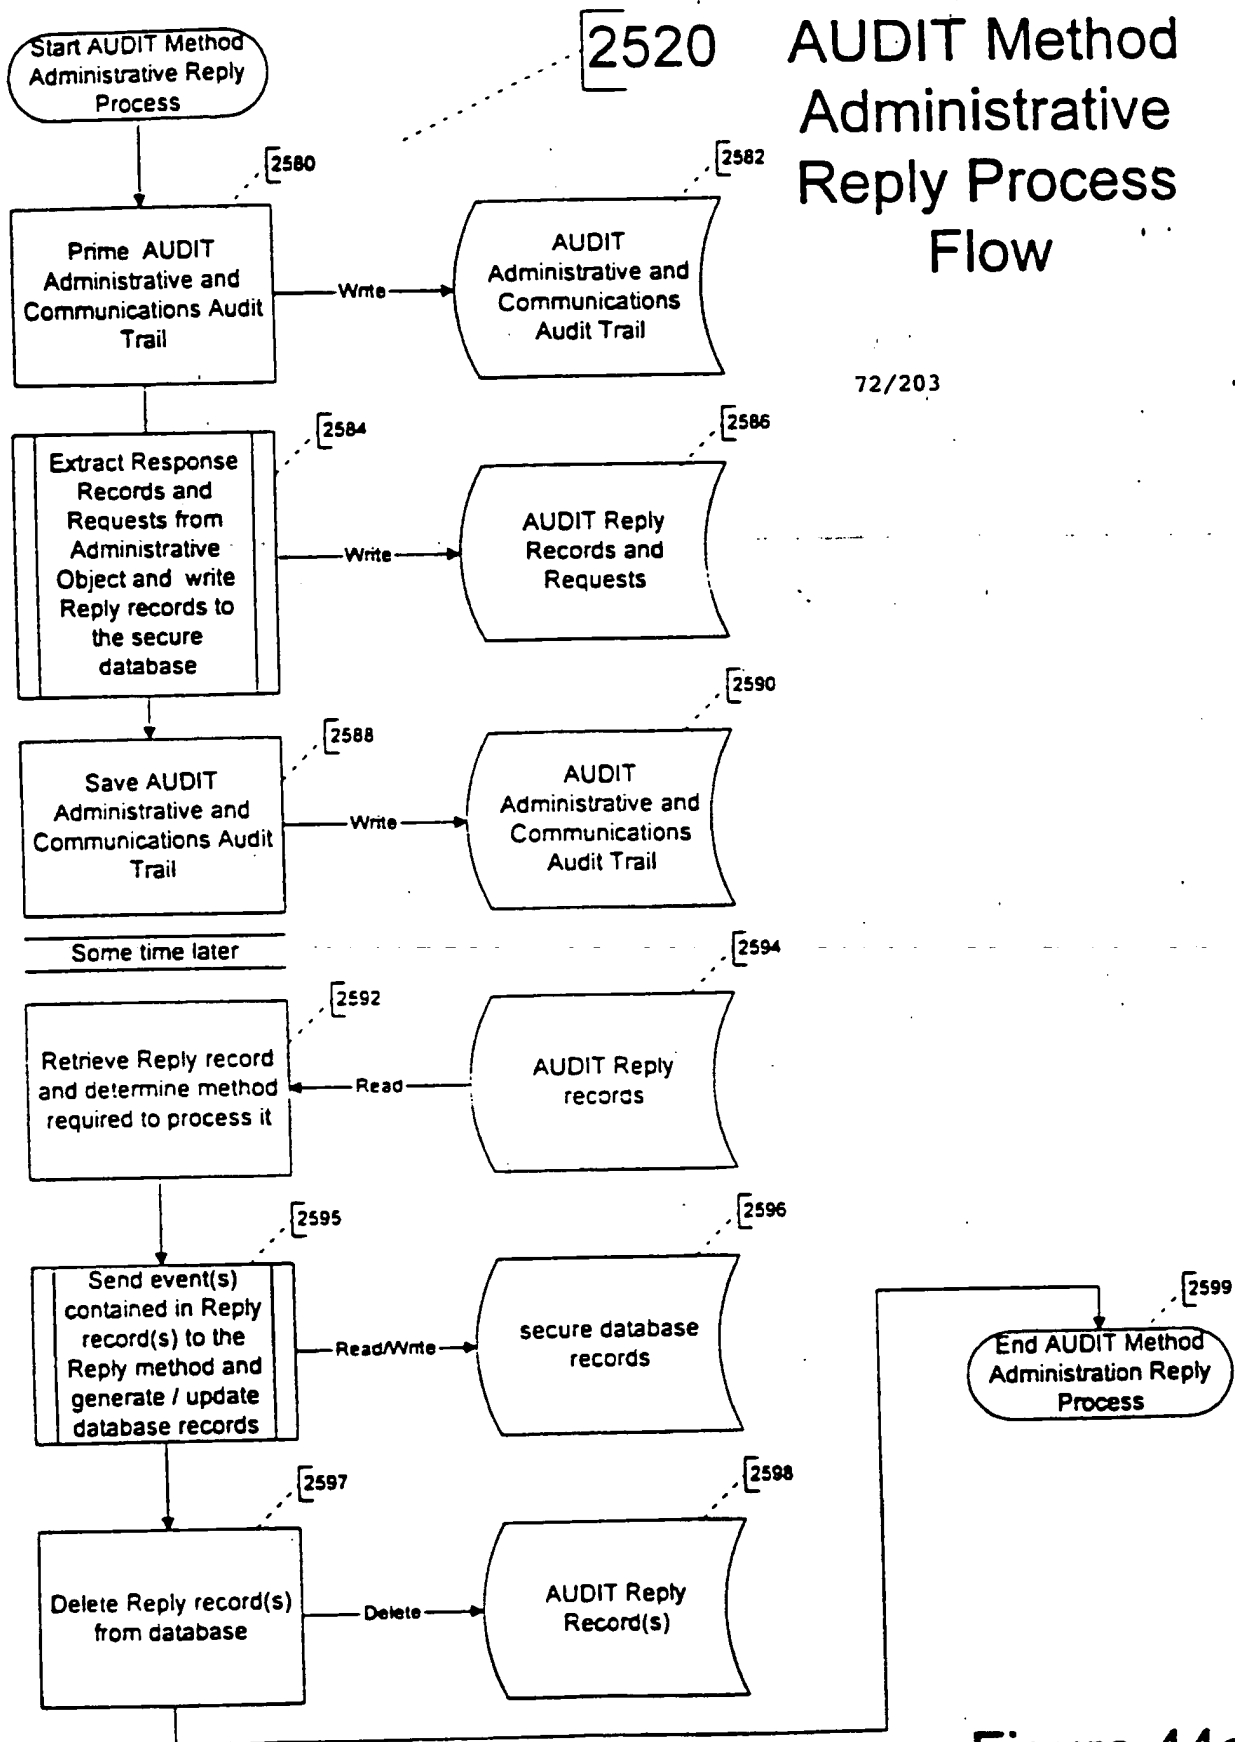 2520
AUDIT Method
Administrative
Reply Process
Flow
72/203
Start AUDIT Method
Administrative Reply
Process
2580
Prime AUDIT
Administrative and
Communications Audit
Trail
Write
2582
AUDIT
Administrative and
Communications
Audit Trail
2584
Extract Response
Records and
Requests from
Administrative
Object and write
Reply records to
the secure
database
Write
2586
AUDIT Reply
Records and
Requests
2588
Save AUDIT
Administrative and
Communications Audit
Trail
Write
2590
AUDIT
Administrative and
Communications
Audit Trail
Some time later
2592
Retrieve Reply record
and determine method
required to process it
Read
2594
AUDIT Reply
records
2595
Send event(s)
contained in Reply
record(s) to the
Reply method and
generate / update
database records
Read/Write
2596
secure database
records
2597
Delete Reply record(s)
from database
Delete
2598
AUDIT Reply
Record(s)
2599
End AUDIT Method
Administration Reply
Process